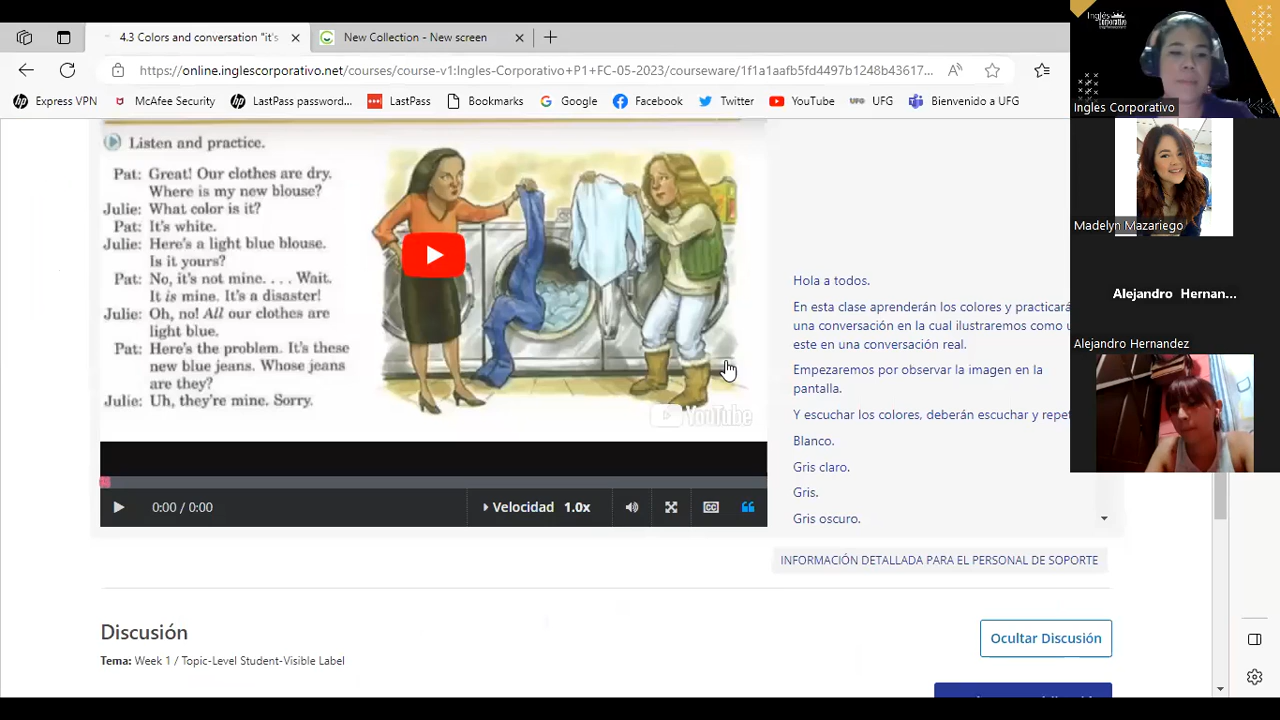 4.3 Colors and conversation "it's
New Collection - New screen
https://online.inglescorporativo.net/courses/course-v1:Ingles-Corporativo+P1+FC-05-2023/courseware/1f1a1aafb5fd4497b1248b43617...
Express VPN
McAfee Security
LastPass password...
LastPass
Bookmarks
Google
Facebook
Twitter
YouTube
UFG
Bienvenido a UFG
Listen and practice.
Pat: Great! Our clothes are dry.
Where is my new blouse?
Julie: What color is it?
Pat: It's white.
Julie: Here's a light blue blouse.
Is it yours?
Pat: No, it's not mine. . . . Wait.
It is mine. It's a disaster!
Julie: Oh, no! All our clothes are
light blue.
Pat: Here's the problem. It's these
new blue jeans. Whose jeans
are they?
Julie: Uh, they're mine. Sorry.
YouTube
0:00 / 0:00
Velocidad 1.0x
CC
Hola a todos.
En esta clase aprenderán los colores y practicará
una conversación en la cual ilustraremos como u
este en una conversación real.
Empezaremos por observar la imagen en la
pantalla.
Y escuchar los colores, deberán escuchar y repet
Blanco.
Gris claro.
Gris.
Gris oscuro.
INFORMACIÓN DETALLADA PARA EL PERSONAL DE SOPORTE
Discusión
Tema: Week 1 / Topic-Level Student-Visible Label
Ocultar Discusión
Inglés
Corporativo
Ingles Corporativo
Madelyn Mazariego
Alejandro Hernan...
Alejandro Hernandez